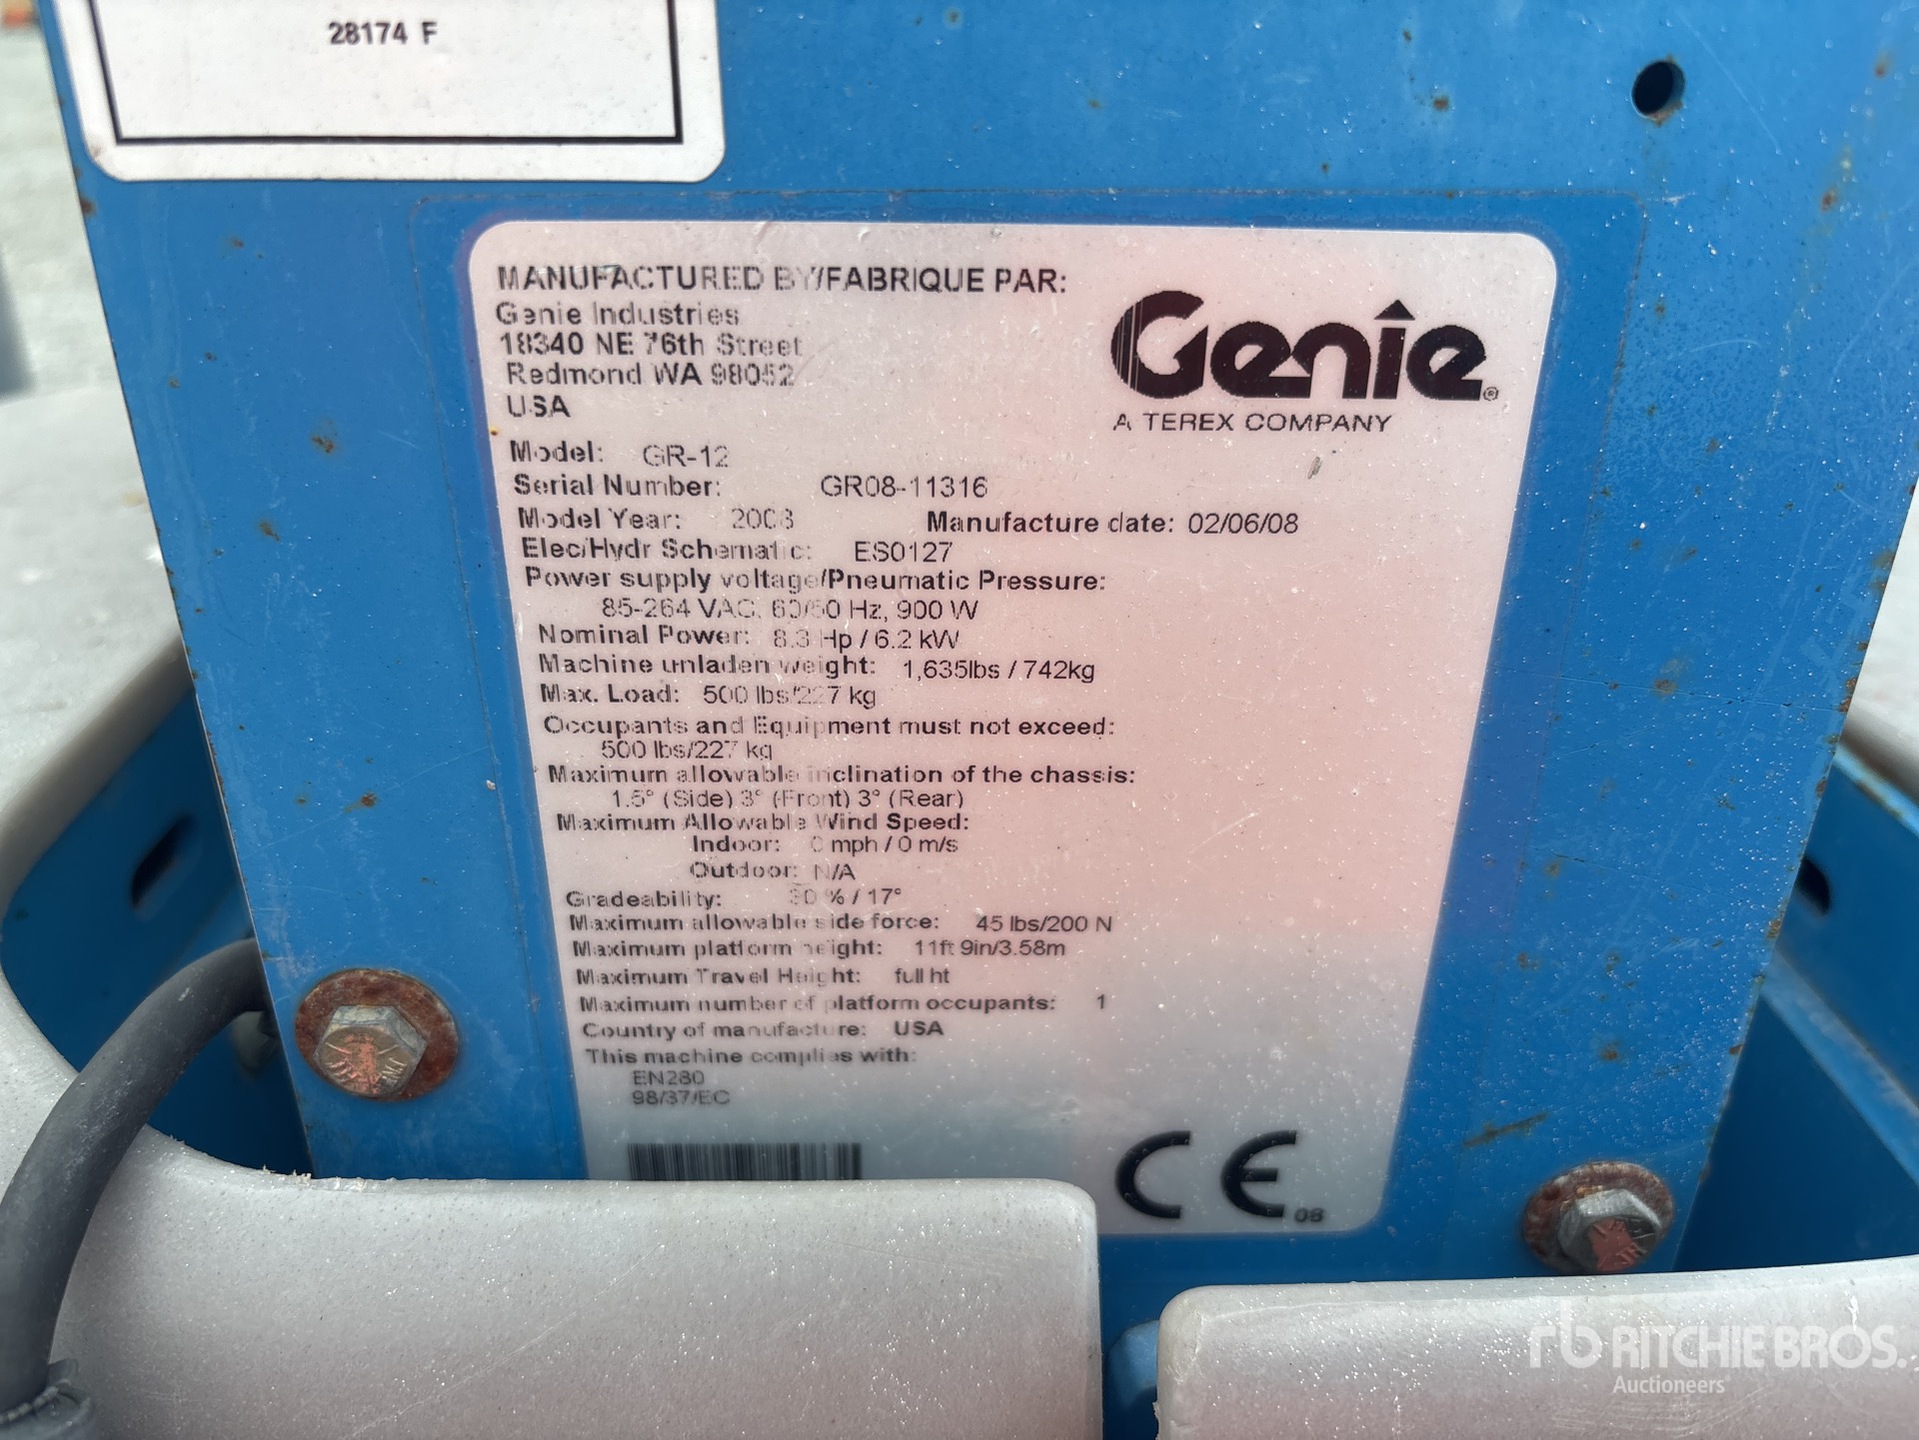 28174 F
MANUFACTURED BY/FABRIQUE PAR:
Genie Industries
18340 NE 76th Street
Redmond WA 98052
USA
Genie®
A TEREX COMPANY
Model: GR-12
Serial Number: GR08-11316
Model Year: 2008 Manufacture date: 02/06/08
Elec/Hydr Schematic: ES0127
Power supply voltage/Pneumatic Pressure:
85-264 VAC, 60/50 Hz, 900 W
Nominal Power: 8.3 Hp / 6.2 kW
Machine unladen weight: 1,635lbs / 742kg
Max. Load: 500 lbs/227 kg
Occupants and Equipment must not exceed:
500 lbs/227 kg
Maximum allowable inclination of the chassis:
1.5° (Side) 3° (Front) 3° (Rear)
Maximum Allowable Wind Speed:
Indoor: 0 mph / 0 m/s
Outdoor: N/A
Gradeability: 30 % / 17°
Maximum allowable side force: 45 lbs/200 N
Maximum platform height: 11ft 9in/3.58m
Maximum Travel Height: full ht
Maximum number of platform occupants: 1
Country of manufacture: USA
This machine complies with:
EN280
98/37/EC
CE 08
rb RITCHIE BROS.
Auctioneers